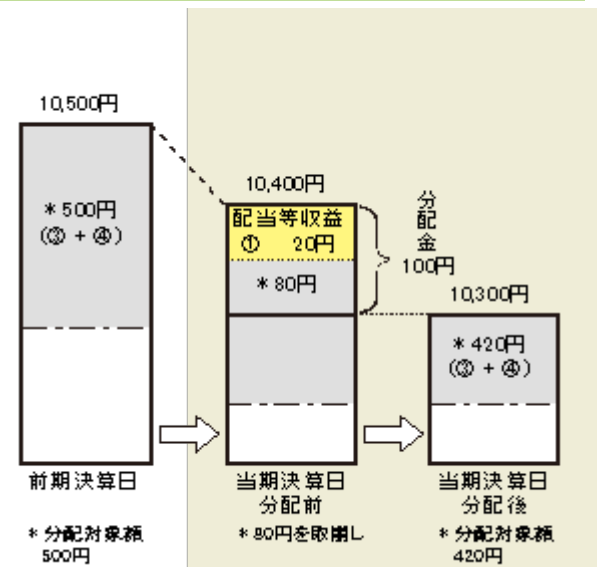 10,500円
*500円
(③ + ④)
前期決算日
* 分配対象額
500円
10,400円
配当等収益
① 20円
*80円
分配金
100円
当期決算日
分配前
*80円を取崩し
10,300円
*420円
(③ + ④)
当期決算日
分配後
* 分配対象額
420円